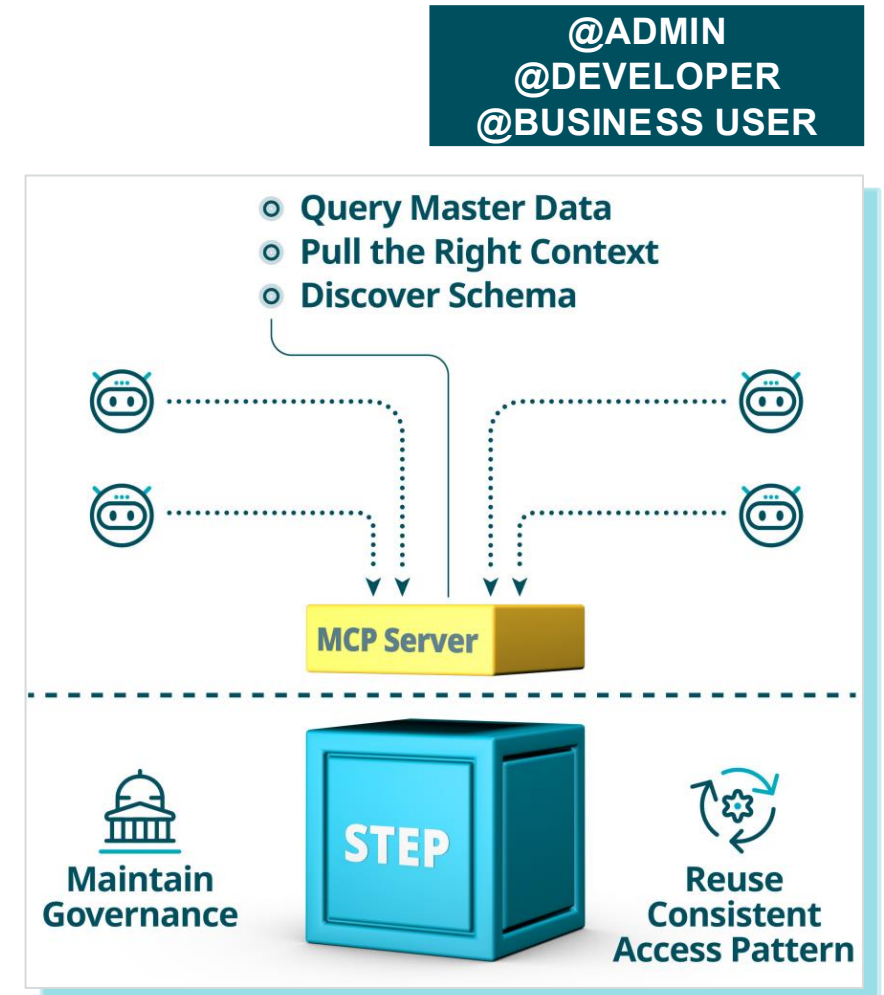 @ADMIN
@DEVELOPER
@BUSINESS USER
Query Master Data
Pull the Right Context
Discover Schema
MCP Server
STEP
Maintain
Governance
Reuse
Consistent
Access Pattern